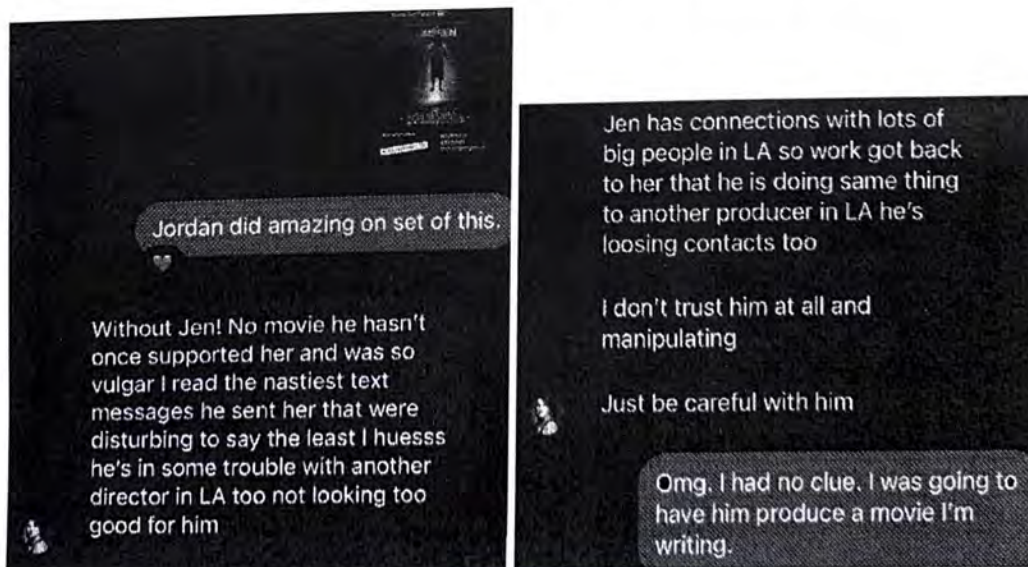 Jordan did amazing on set of this.
Without Jen! No movie he hasn't
once supported her and was so
vulgar I read the nastiest text
messages he sent her that were
disturbing to say the least I huesss
he's in some trouble with another
director in LA too not looking too
good for him
Jen has connections with lots of
big people in LA so work got back
to her that he is doing same thing
to another producer in LA he's
loosing contacts too
I don't trust him at all and
manipulating
Just be careful with him
Omg. I had no clue. I was going to
have him produce a movie I'm
writing.